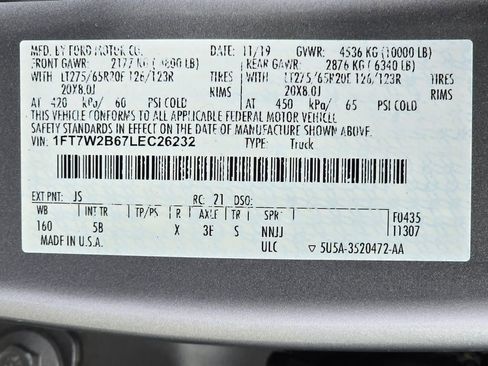 MFD. BY FORD MOTOR CO. 11/19 GVWR: 4536 KG (10000 LB)
FRONT GAWR: 2177 KG ( LB) REAR GAWR: 2876 KG ( 6340 LB)
WITH LT275/65R20E 126/123R TIRES WITH LT275/65R20E 126/123R TIRES
20X8.0J RIMS 20X8.0J RIMS
AT 420 kPa/ 60 PSI COLD AT 450 kPa/ 65 PSI COLD
THIS VEHICLE CONFORMS TO ALL APPLICABLE FEDERAL MOTOR VEHICLE
SAFETY STANDARDS IN EFFECT ON THE DATE OF MANUFACTURE SHOWN ABOVE.
VIN: 1FT7W2B67LEC26232 TYPE: Truck
EXT PNT: JS RC: 21 DSO:
WB INT TR TP/PS R AXLE TR SPR F0435
160 5B X 3E S NNJJ 11307
MADE IN U.S.A. ULC ▽ 5U5A-3520472-AA